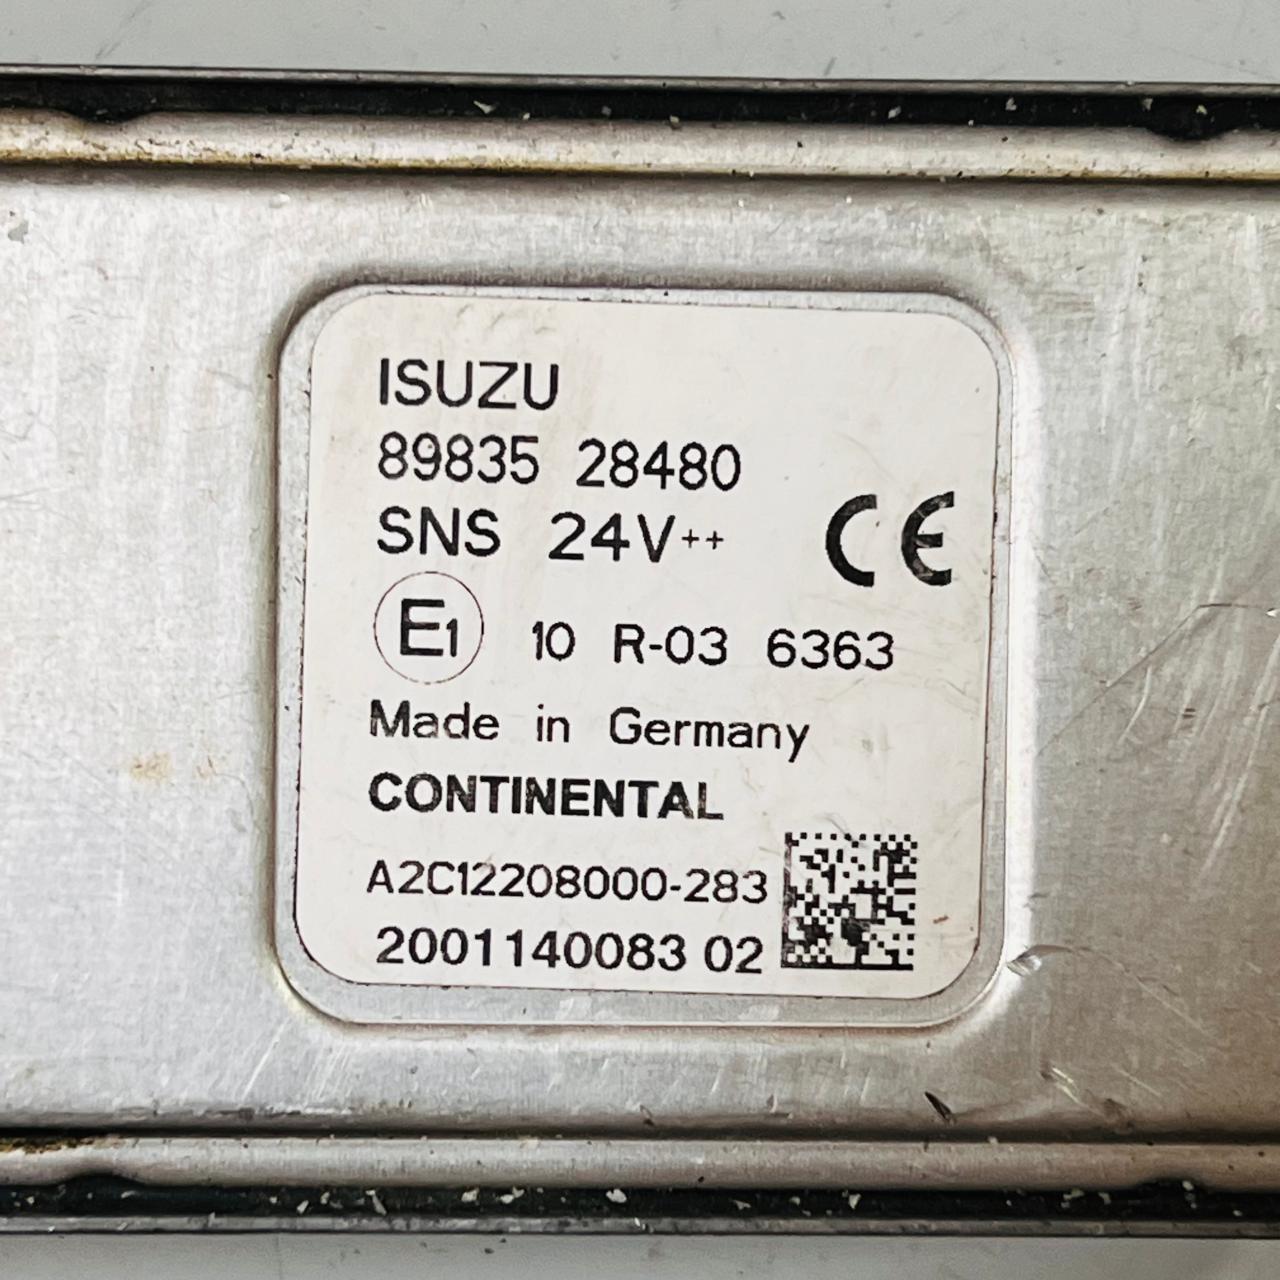 ISUZU
89835 28480
SNS 24V++
CE
E1 10 R-03 6363
Made in Germany
CONTINENTAL
A2C12208000-283
2001140083 02